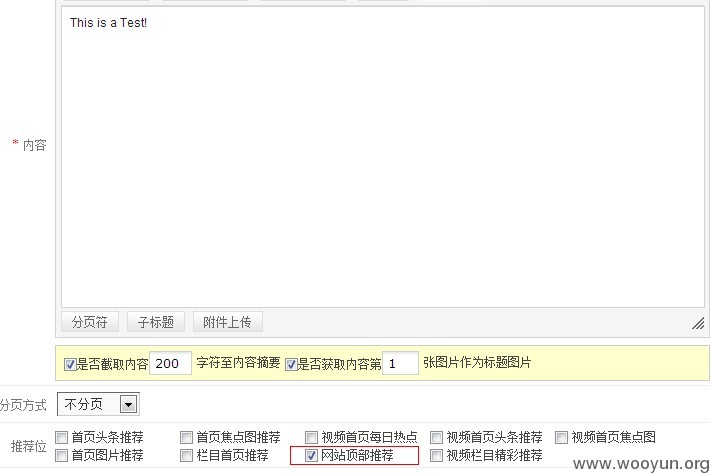 This is a Test!
* 内容
分页符 子标题 附件上传
是否截取内容 200 字符至内容摘要 是否获取内容第 1 张图片作为标题图片
分页方式 不分页
推荐位 首页头条推荐 首页焦点图推荐 视频首页每日热点 视频首页头条推荐 视频首页焦点图
首页图片推荐 栏目首页推荐 网站顶部推荐 视频栏目精彩推荐
www.wooyun.org